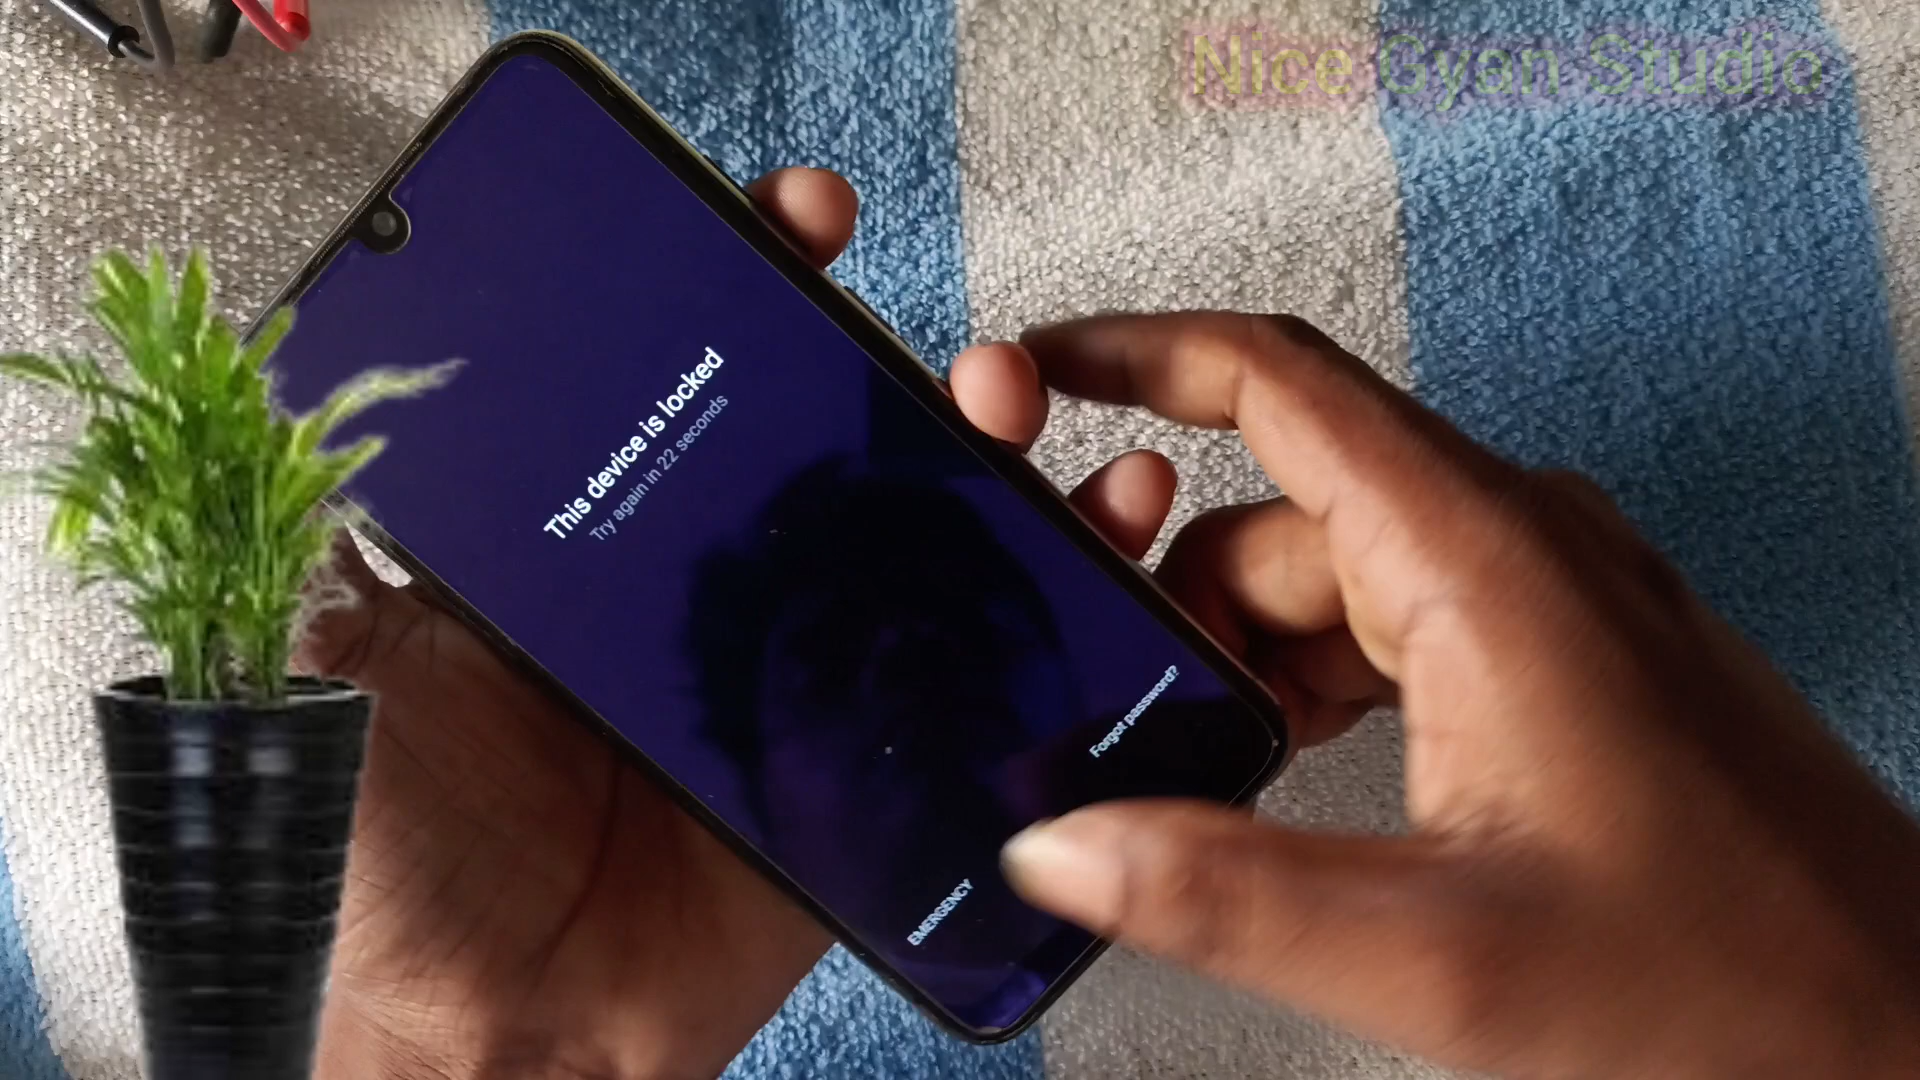 Nice Gyan Studio
This device is locked
Try again in 22 seconds
Forgot password?
EMERGENCY